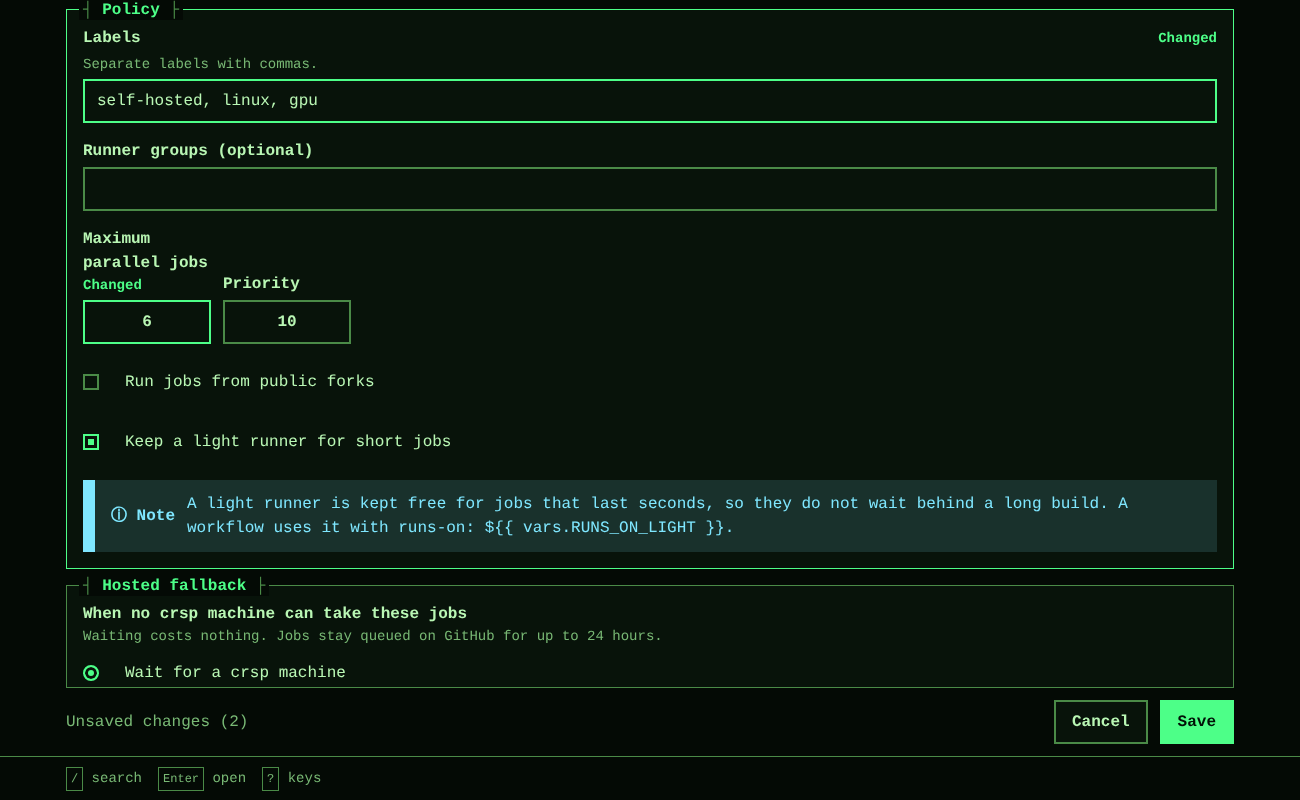 Policy
Labels Changed
Separate labels with commas.
self-hosted, linux, gpu
Runner groups (optional)
Maximum
parallel jobs
Changed Priority
6 10
Run jobs from public forks
Keep a light runner for short jobs
ⓘ Note A light runner is kept free for jobs that last seconds, so they do not wait behind a long build. A
workflow uses it with runs-on: ${{ vars.RUNS_ON_LIGHT }}.
Hosted fallback
When no crsp machine can take these jobs
Waiting costs nothing. Jobs stay queued on GitHub for up to 24 hours.
Wait for a crsp machine
Unsaved changes (2) Cancel Save
/ search Enter open ? keys